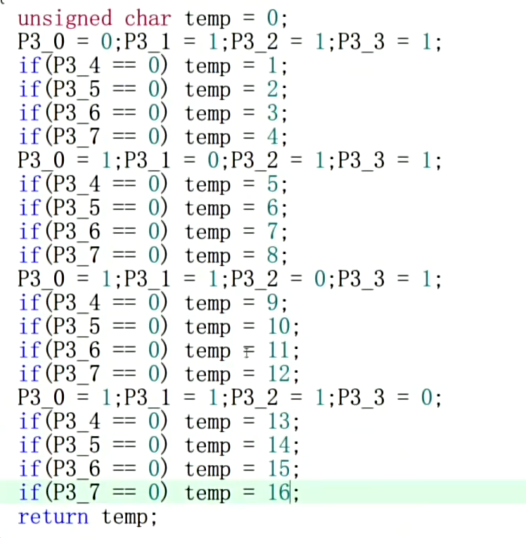 unsigned char temp = 0;
P3_0 = 0;P3_1 = 1;P3_2 = 1;P3_3 = 1;
if(P3_4 == 0) temp = 1;
if(P3_5 == 0) temp = 2;
if(P3_6 == 0) temp = 3;
if(P3_7 == 0) temp = 4;
P3_0 = 1;P3_1 = 0;P3_2 = 1;P3_3 = 1;
if(P3_4 == 0) temp = 5;
if(P3_5 == 0) temp = 6;
if(P3_6 == 0) temp = 7;
if(P3_7 == 0) temp = 8;
P3_0 = 1;P3_1 = 1;P3_2 = 0;P3_3 = 1;
if(P3_4 == 0) temp = 9;
if(P3_5 == 0) temp = 10;
if(P3_6 == 0) temp = 11;
if(P3_7 == 0) temp = 12;
P3_0 = 1;P3_1 = 1;P3_2 = 1;P3_3 = 0;
if(P3_4 == 0) temp = 13;
if(P3_5 == 0) temp = 14;
if(P3_6 == 0) temp = 15;
if(P3_7 == 0) temp = 16;
return temp;